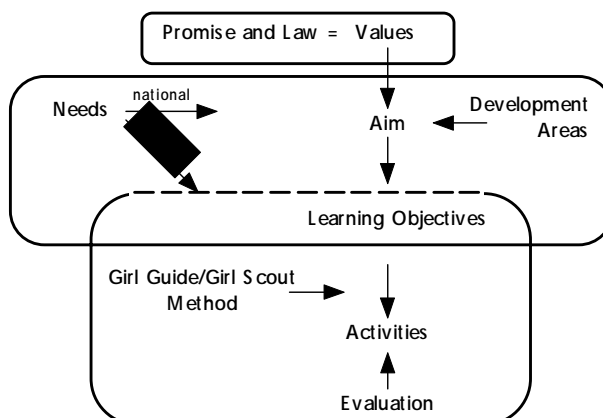 Promise and Law = Values
national
Needs
Aim
Development
Areas
Learning Objectives
Girl Guide/Girl Scout
Method
Activities
Evaluation